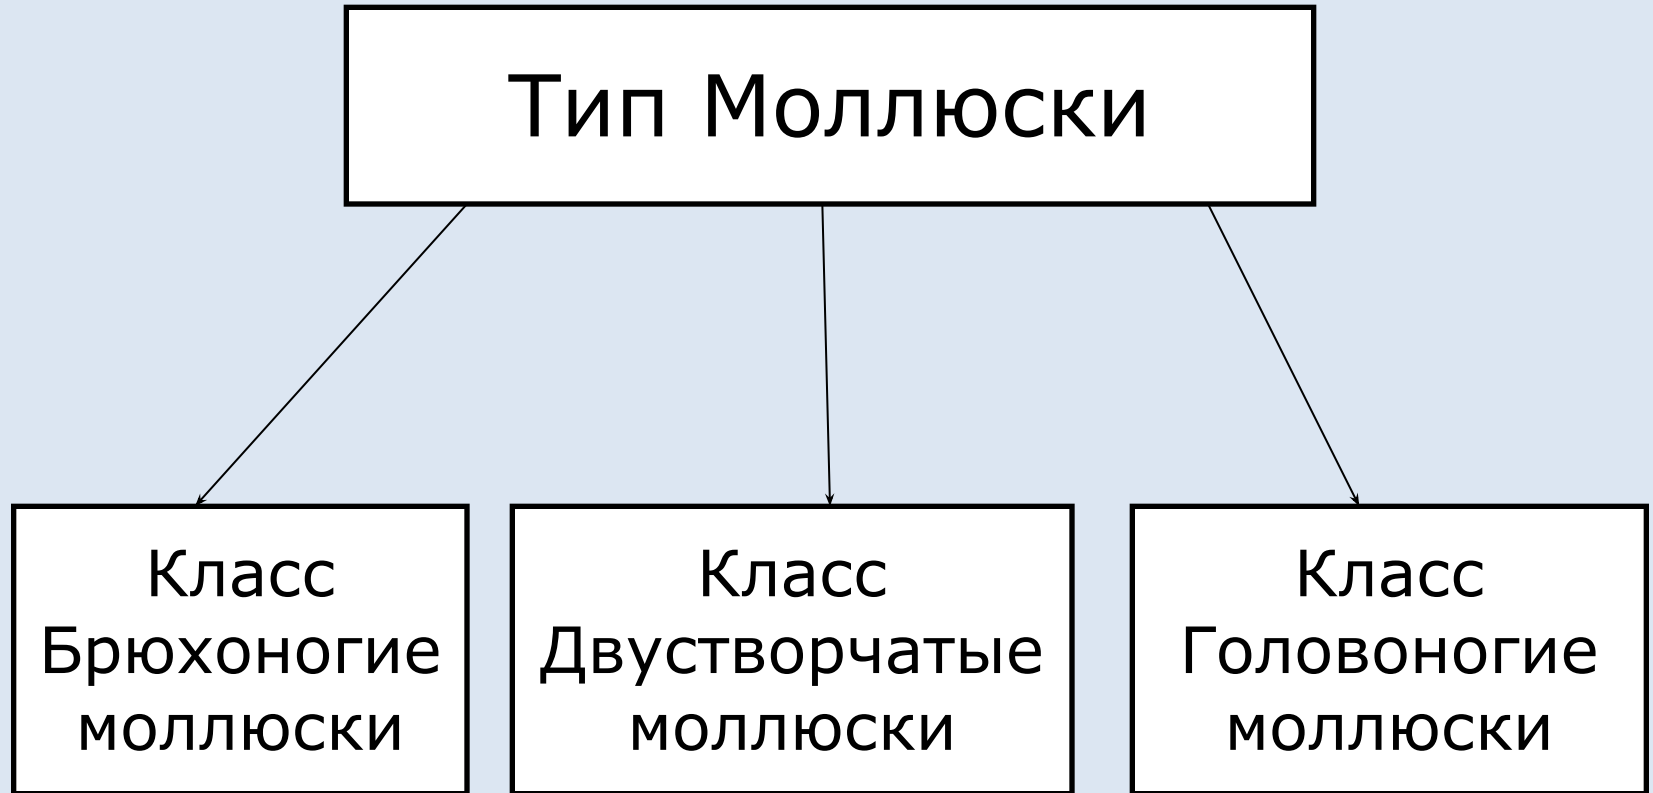 Тип Моллюски
Класс
Брюхоногие
моллюски
Класс
Двустворчатые
моллюски
Класс
Головоногие
моллюски